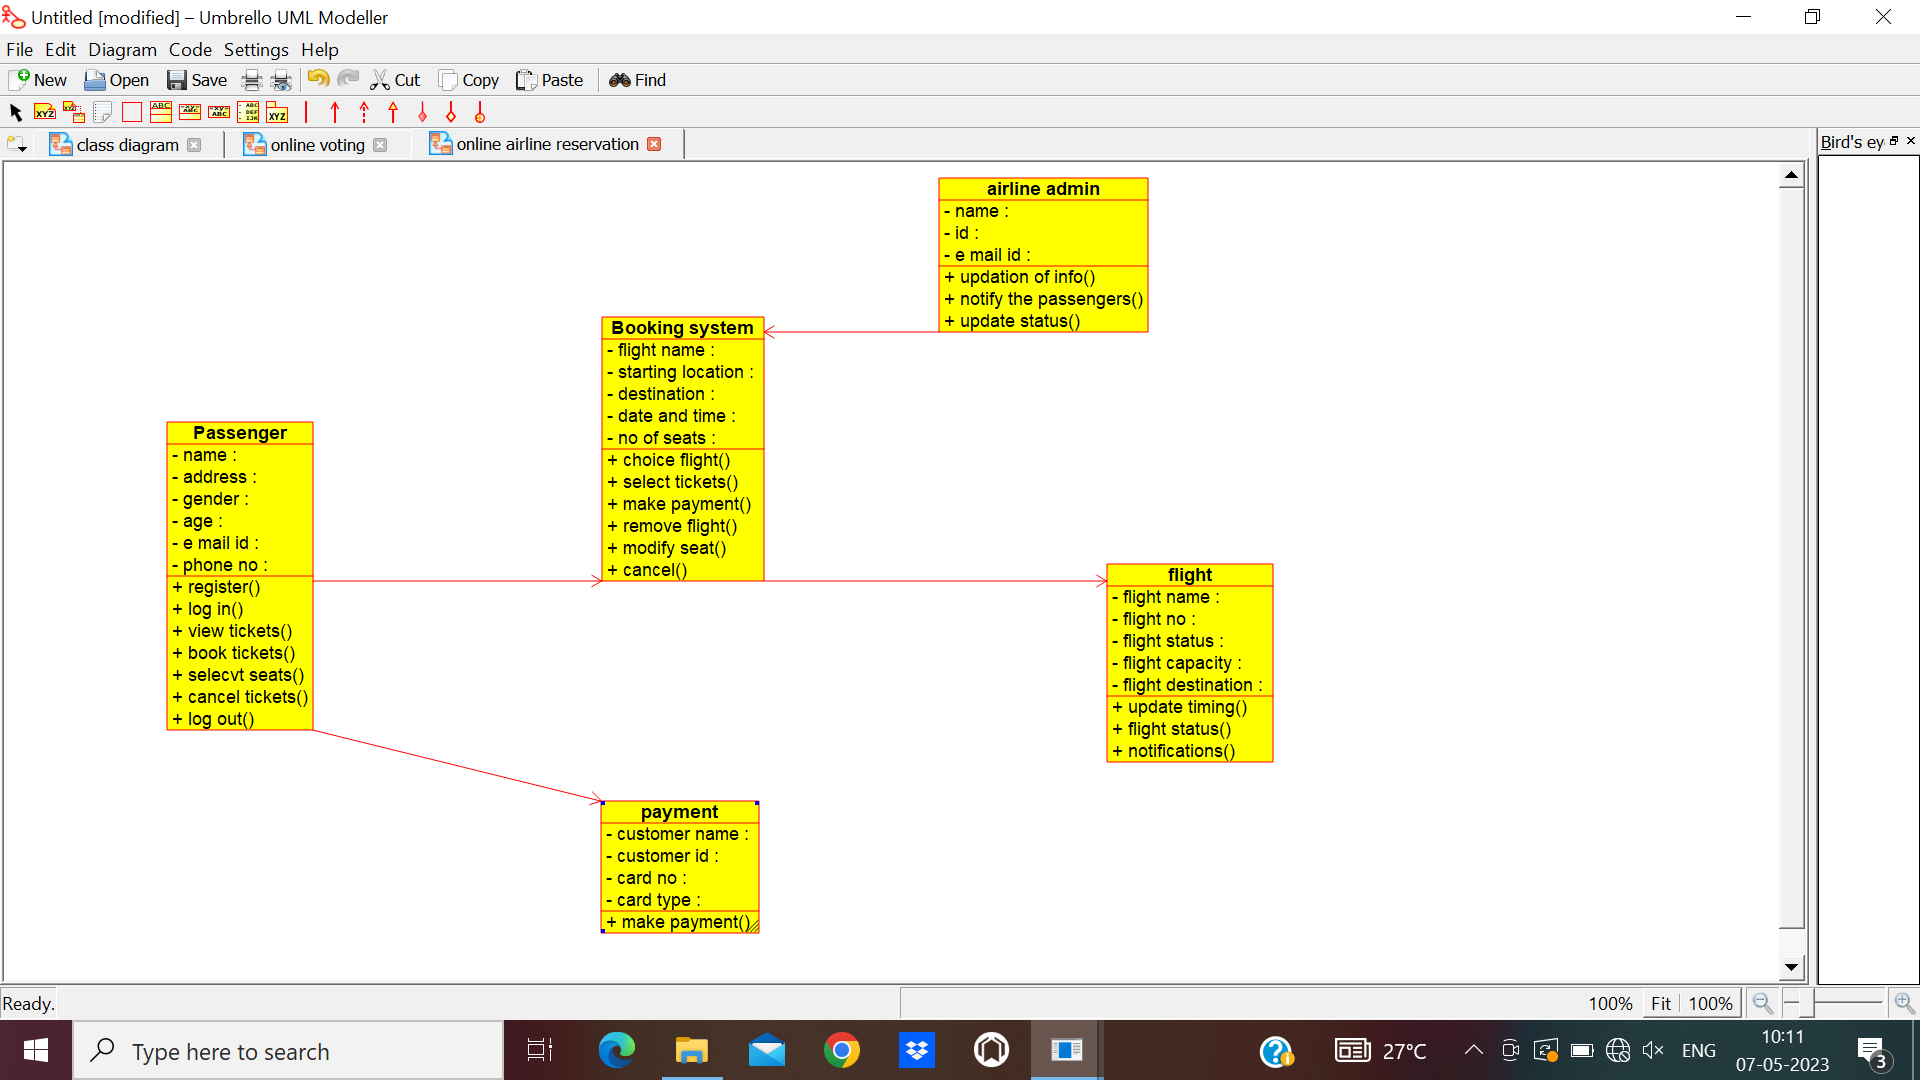 Untitled [modified] – Umbrello UML Modeller
File Edit Diagram Code Settings Help
New Open Save Cut Copy Paste Find
class diagram online voting online airline reservation
Bird's ey
airline admin
- name :
- id :
- e mail id :
+ updation of info()
+ notify the passengers()
+ update status()
Booking system
- flight name :
- starting location :
- destination :
- date and time :
- no of seats :
+ choice flight()
+ select tickets()
+ make payment()
+ remove flight()
+ modify seat()
+ cancel()
Passenger
- name :
- address :
- gender :
- age :
- e mail id :
- phone no :
+ register()
+ log in()
+ view tickets()
+ book tickets()
+ selecvt seats()
+ cancel tickets()
+ log out()
flight
- flight name :
- flight no :
- flight status :
- flight capacity :
- flight destination :
+ update timing()
+ flight status()
+ notifications()
payment
- customer name :
- customer id :
- card no :
- card type :
+ make payment()
Ready.
100% Fit 100%
Type here to search
27°C
ENG
10:11
07-05-2023
3